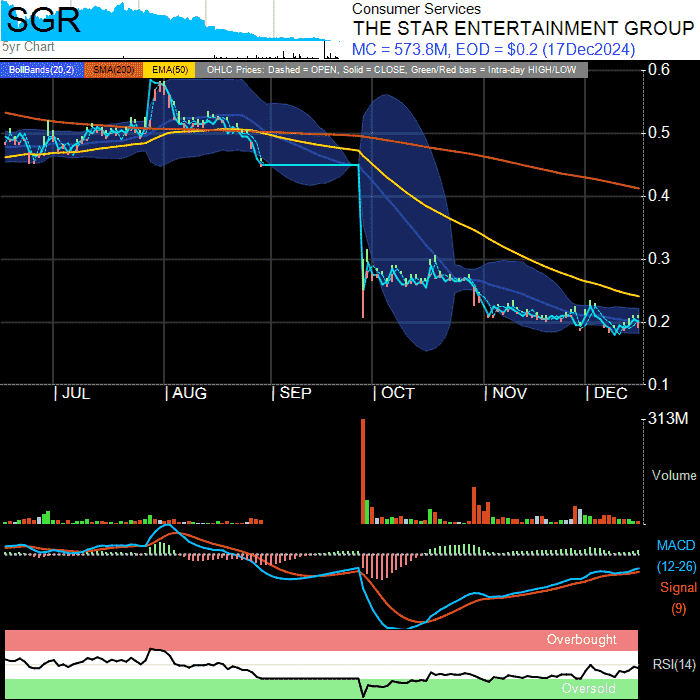 SGR
5yr Chart
Consumer Services
THE STAR ENTERTAINMENT GROUP
MC = 573.8M, EOD = $0.2 (17Dec2024)
BollBands(20,2) SMA(200) EMA(50) OHLC Prices: Dashed = OPEN, Solid = CLOSE, Green/Red bars = Intra-day HIGH/LOW
0.6
0.5
0.4
0.3
0.2
0.1
| JUL | AUG | SEP | OCT | NOV | DEC
313M
Volume
MACD
(12-26)
Signal
(9)
Overbought
RSI(14)
Oversold